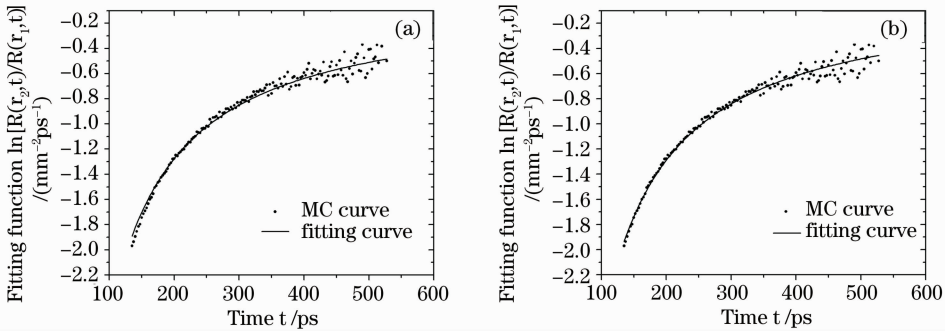 Fitting function ln[R(r₂,t)/R(r₁,t)]
/(mm⁻²ps⁻¹)
−0.2
−0.4
−0.6
−0.8
−1.0
−1.2
−1.4
−1.6
−1.8
−2.0
−2.2
(a)
MC curve
fitting curve
100 200 300 400 500 600
Time t /ps
Fitting function ln[R(r₂,t)/R(r₁,t)]
/(mm⁻²ps⁻¹)
−0.2
−0.4
−0.6
−0.8
−1.0
−1.2
−1.4
−1.6
−1.8
−2.0
−2.2
(b)
MC curve
fitting curve
100 200 300 400 500 600
Time t /ps